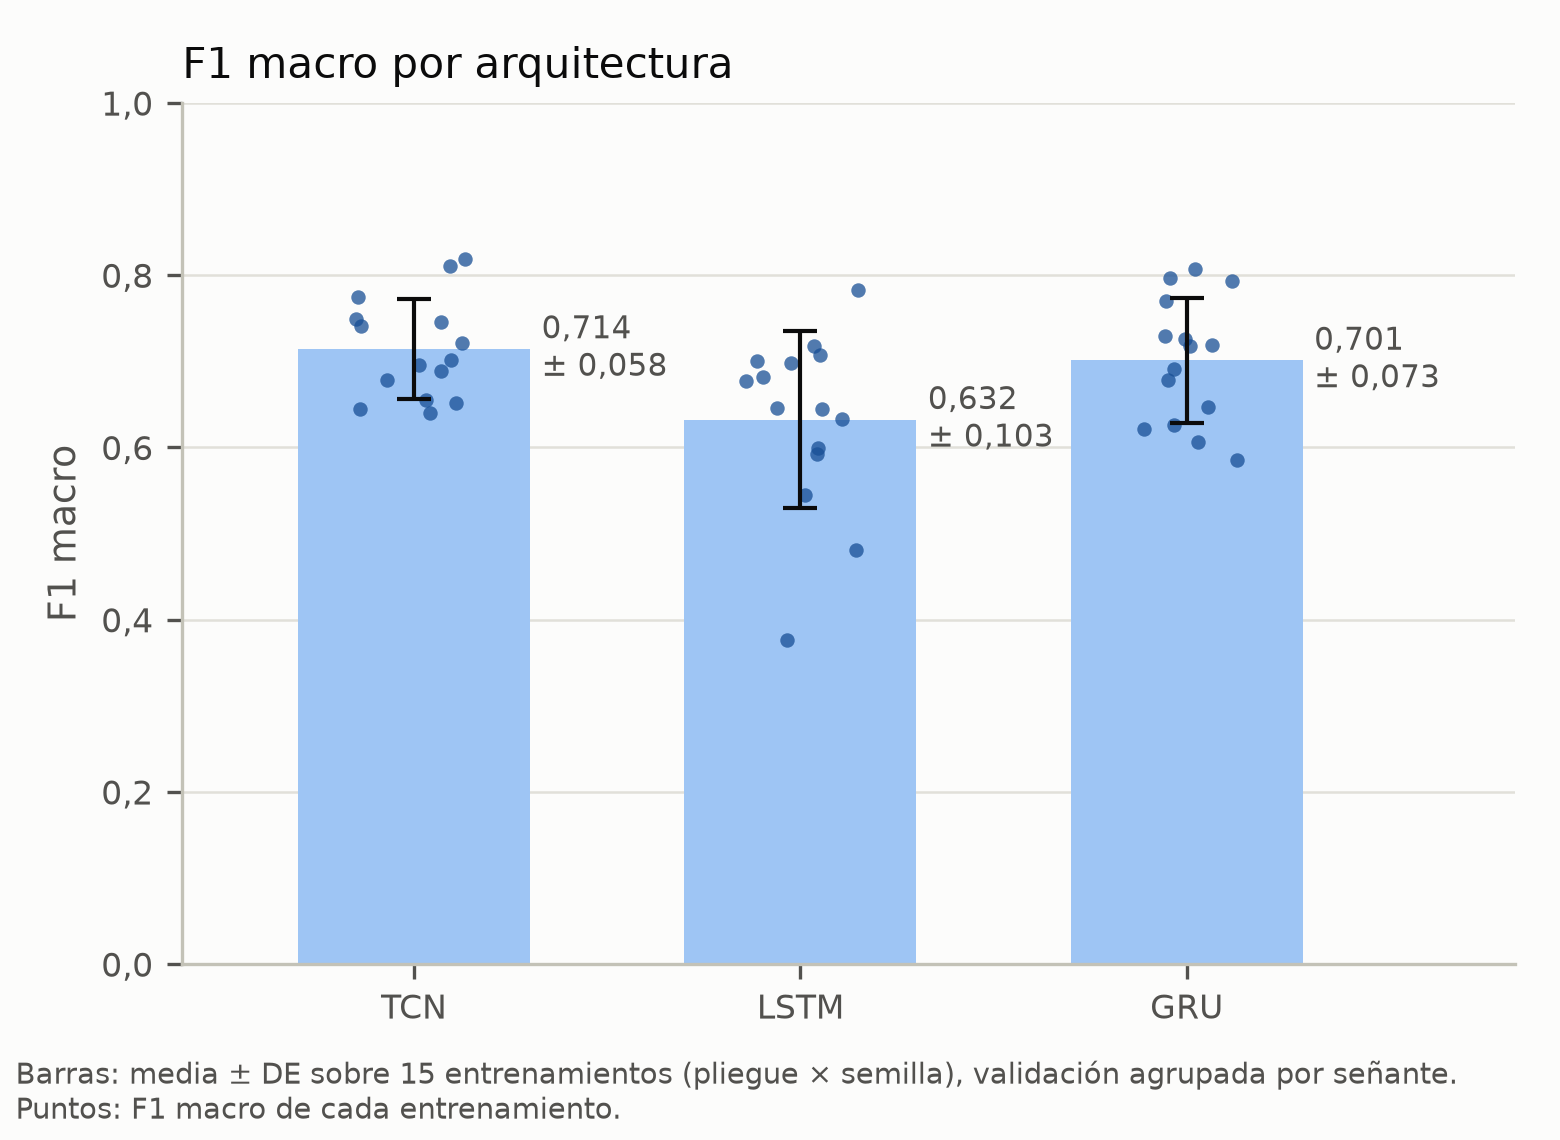 F1 macro por arquitectura
F1 macro
1,0
0,8
0,6
0,4
0,2
0,0
0,714
± 0,058
0,632
± 0,103
0,701
± 0,073
TCN
LSTM
GRU
Barras: media ± DE sobre 15 entrenamientos (pliegue × semilla), validación agrupada por señante.
Puntos: F1 macro de cada entrenamiento.